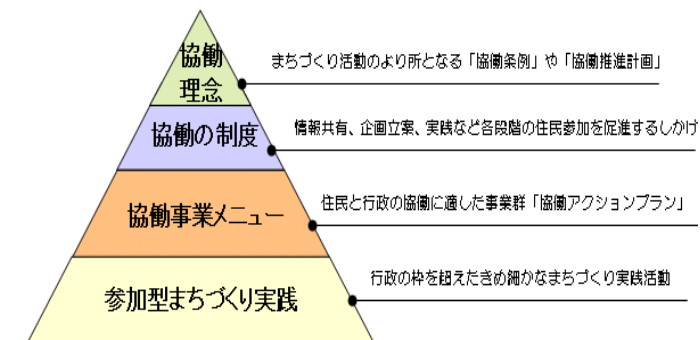 協働
理念
まちづくり活動のより所となる「協働条例」や「協働推進計画」
協働の制度
情報共有、企画立案、実践など各段階の住民参加を促進するしかけ
協働事業メニュー
住民と行政の協働に適した事業群「協働アクションプラン」
参加型まちづくり実践
行政の枠を超えたきめ細かなまちづくり実践活動